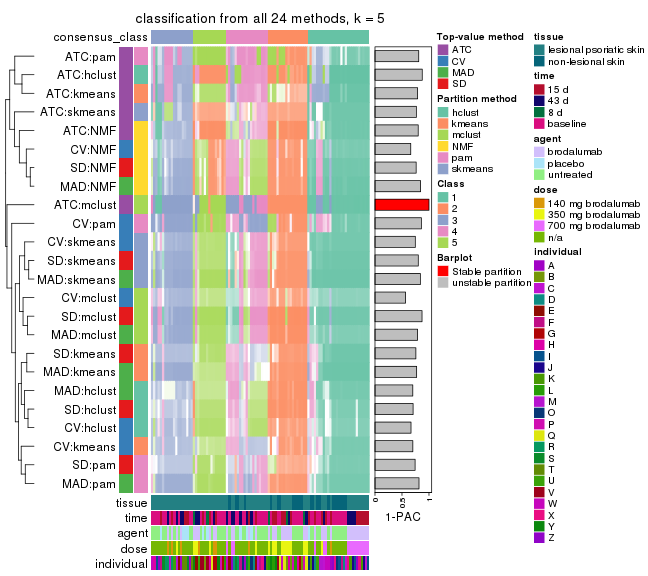 classification from all 24 methods, k = 5
consensus_class
ATC:pam
ATC:hclust
ATC:kmeans
ATC:skmeans
ATC:NMF
CV:NMF
SD:NMF
MAD:NMF
ATC:mclust
CV:pam
CV:skmeans
SD:skmeans
MAD:skmeans
CV:mclust
SD:mclust
MAD:mclust
SD:kmeans
MAD:kmeans
MAD:hclust
SD:hclust
CV:hclust
CV:kmeans
SD:pam
MAD:pam
tissue
time
agent
dose
individual
0
0.5
1
1-PAC
Top-value method
ATC
CV
MAD
SD
Partition method
hclust
kmeans
mclust
NMF
pam
skmeans
Class
1
2
3
4
5
Barplot
Stable partition
unstable partition
tissue
lesional psoriatic skin
non-lesional skin
time
15 d
43 d
8 d
baseline
agent
brodalumab
placebo
untreated
dose
140 mg brodalumab
350 mg brodalumab
700 mg brodalumab
n/a
individual
A
B
C
D
E
F
G
H
I
J
K
L
M
O
P
Q
R
S
T
U
V
W
X
Y
Z